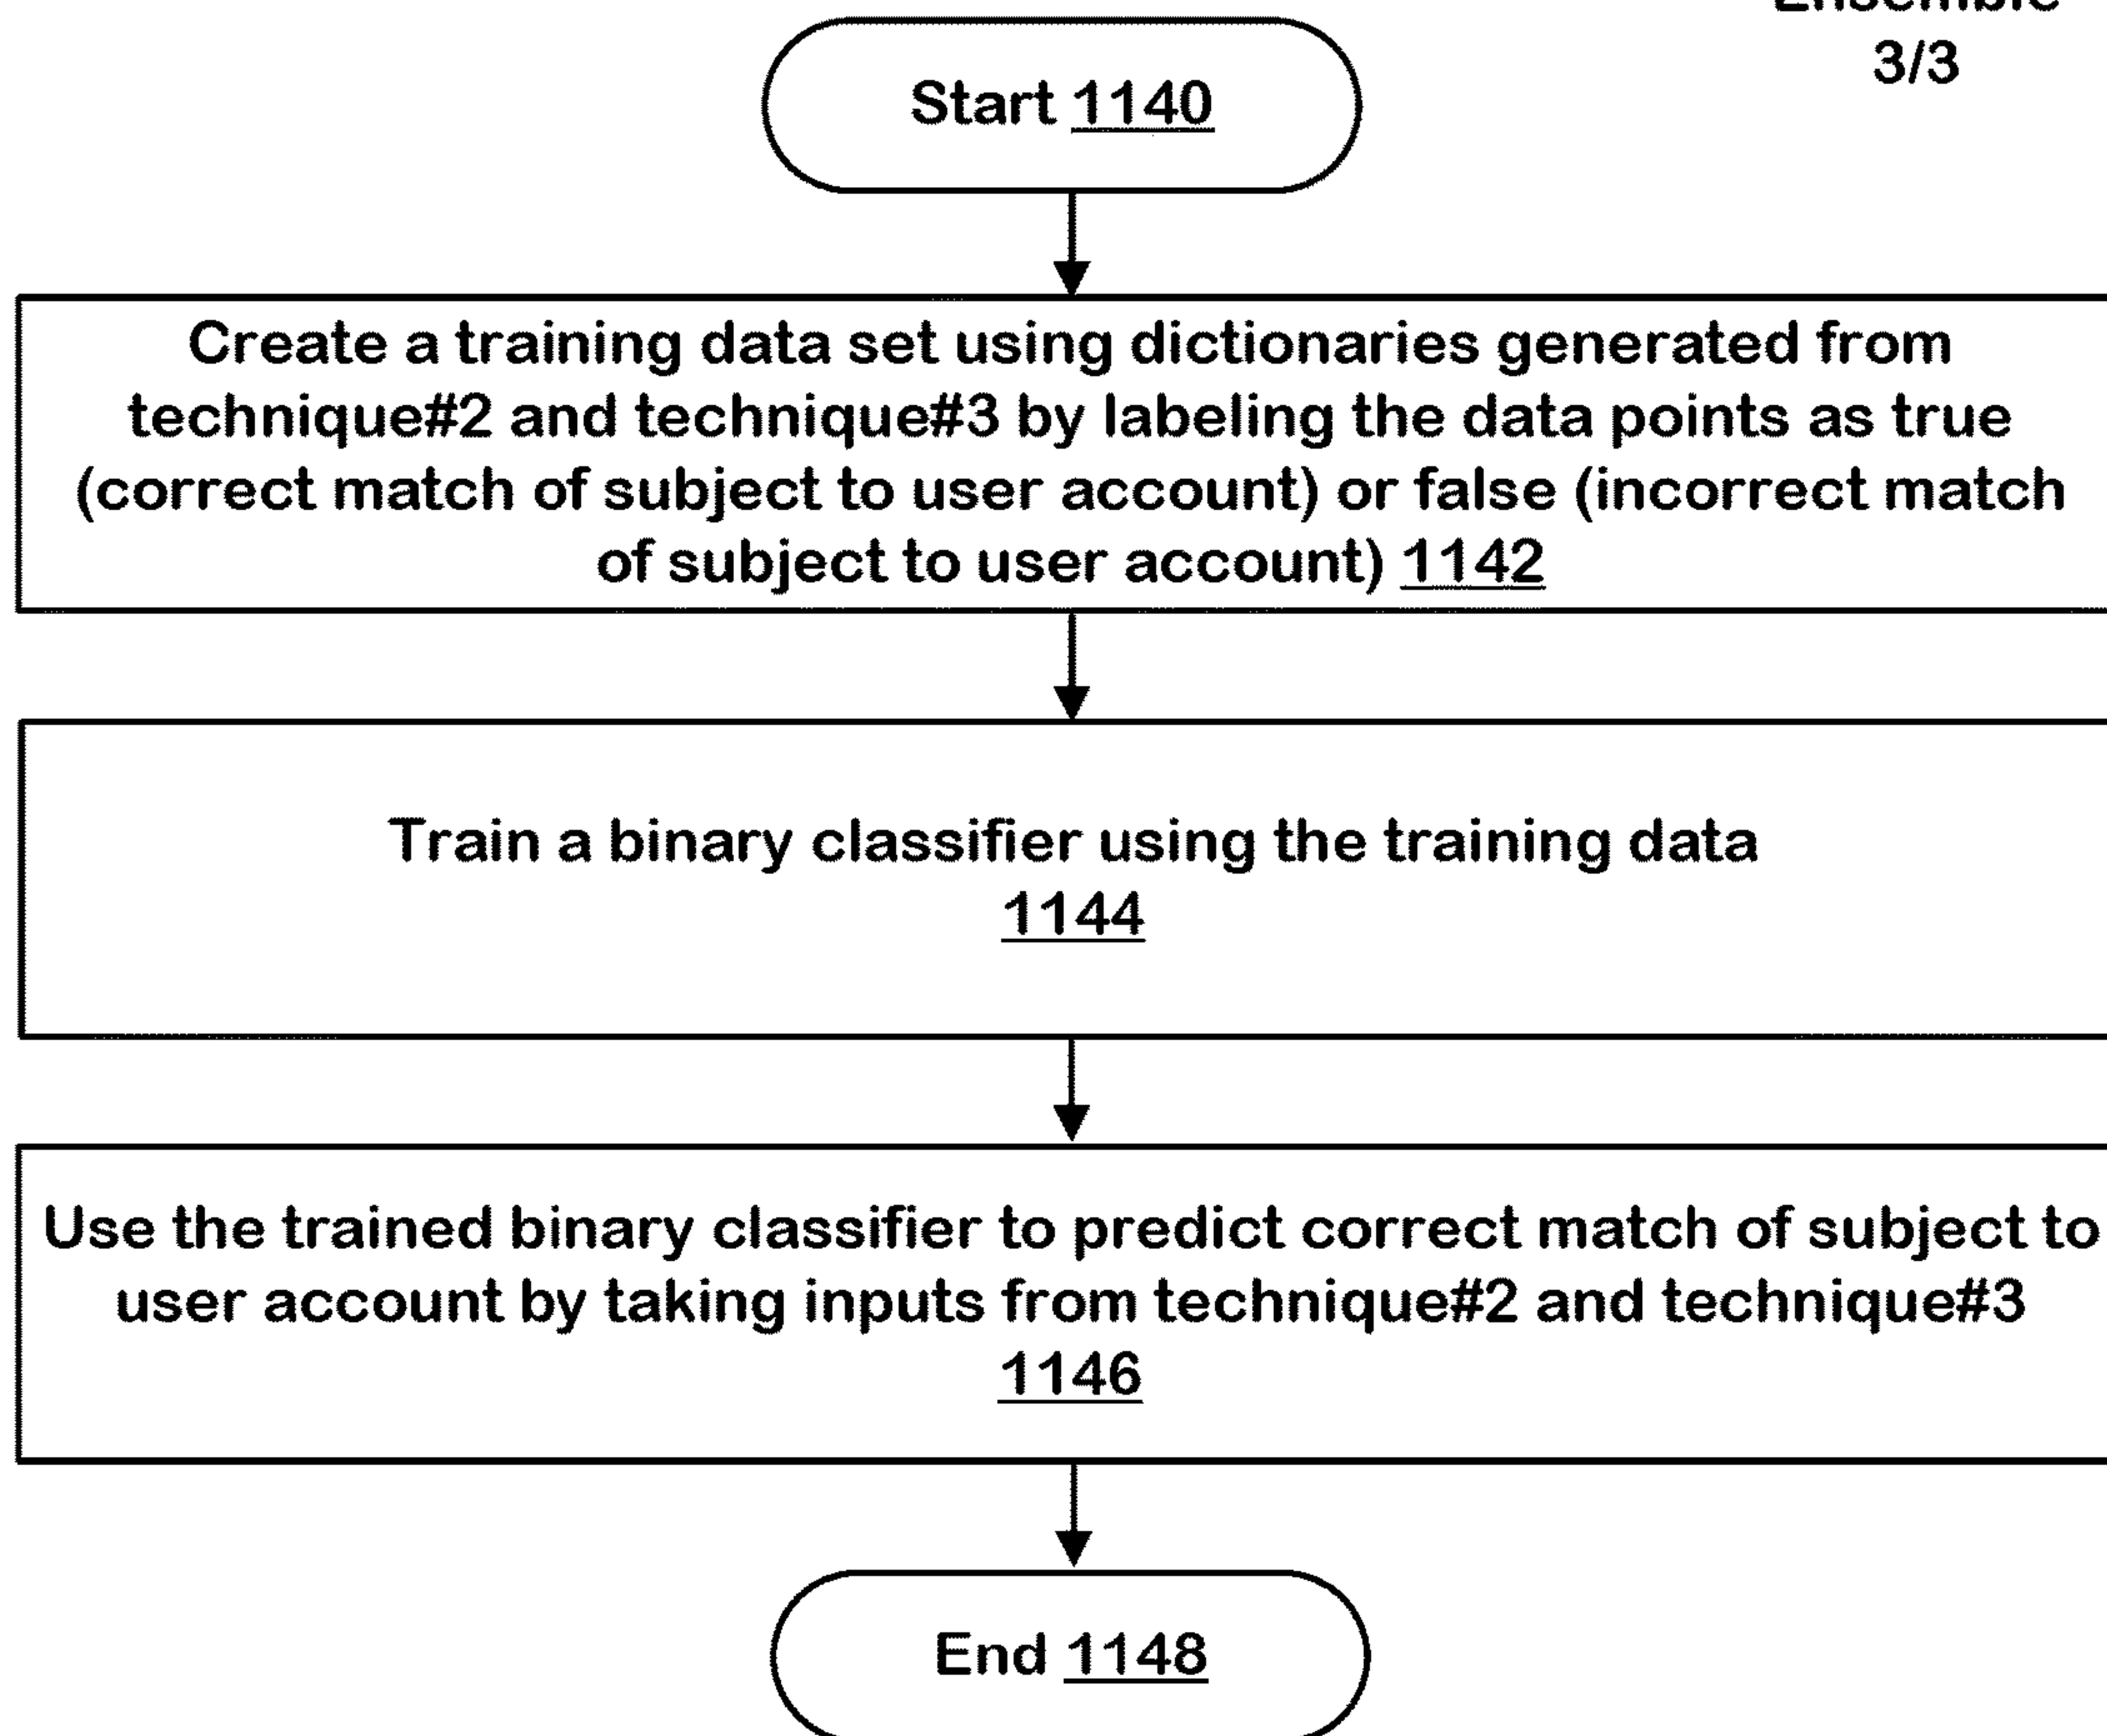 Ensemble
3/3
Start 1140
Create a training data set using dictionaries generated from
technique#2 and technique#3 by labeling the data points as true
(correct match of subject to user account) or false (incorrect match
of subject to user account) 1142
Train a binary classifier using the training data
1144
Use the trained binary classifier to predict correct match of subject to
user account by taking inputs from technique#2 and technique#3
1146
End 1148